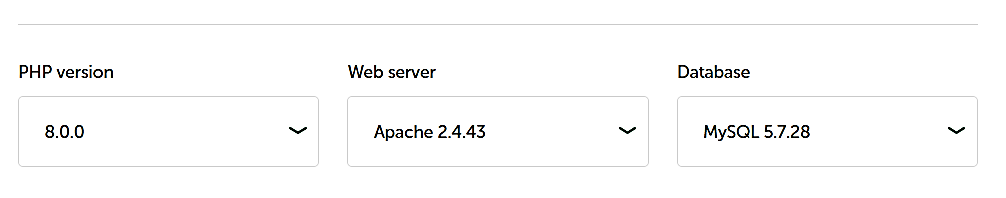 PHP version Web server Database
8.0.0 Apache 2.4.43 MySQL 5.7.28